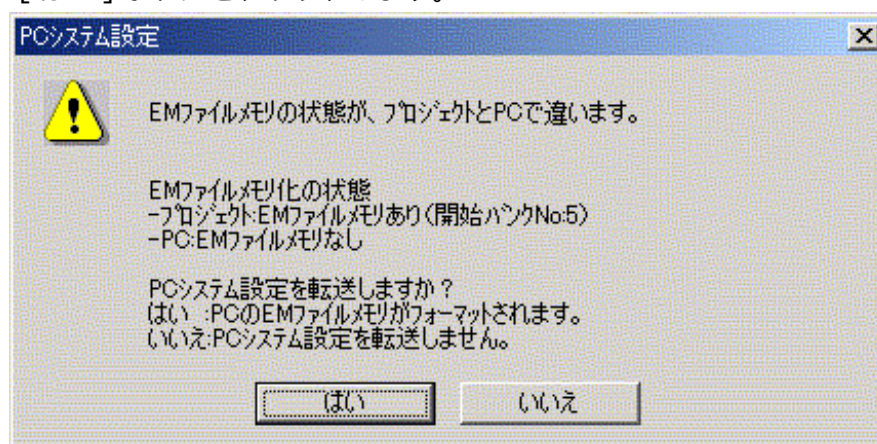 PCシステム設定
EMファイルメモリの状態が、プロジェクトとPCで違います。
EMファイルメモリ化の状態
-プロジェクト:EMファイルメモリあり(開始バンクNo:5)
-PC:EMファイルメモリなし
PCシステム設定を転送しますか?
はい :PCのEMファイルメモリがフォーマットされます。
いいえ:PCシステム設定を転送しません。
はい
いいえ